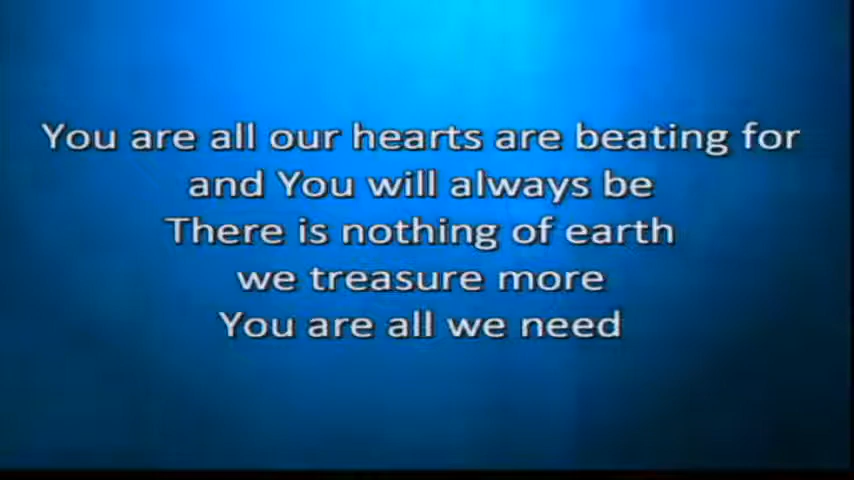 You are all our hearts are beating for
and You will always be
There is nothing of earth
we treasure more
You are all we need